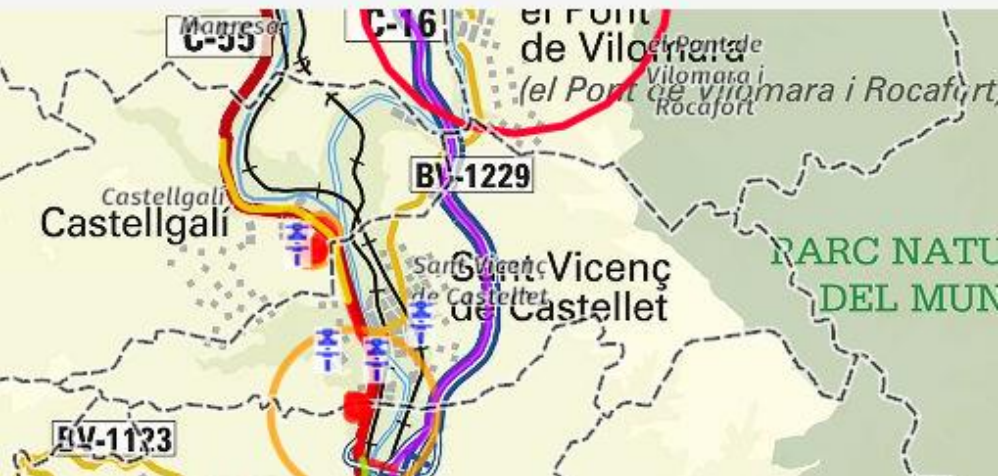 Manresa
C-55
C-16
el Pont
de Vilomara
(el Pont de Vilomara i Rocafort
el Pont de
Vilomara i
Rocafort
BV-1229
Castellgalí
Castellgalí
Sant Vicenç
de Castellet
Sant Vicenç
de Castellet
PARC NATU
DEL MUN
BV-1123